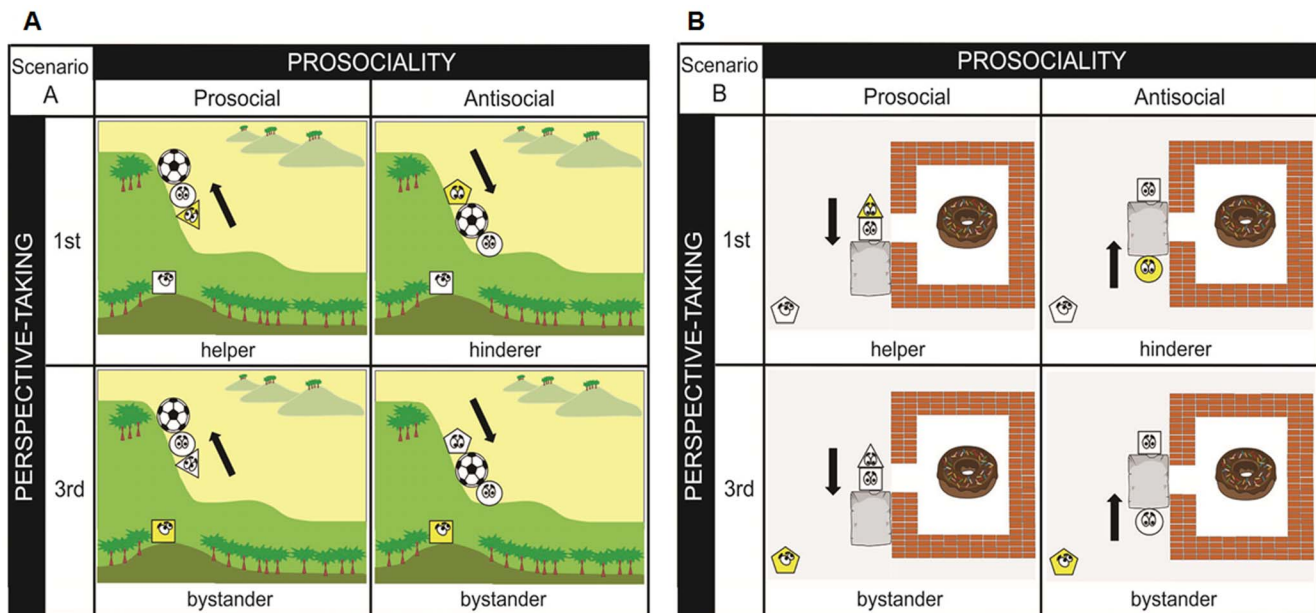 A
Scenario
A
PROSOCIALITY
Prosocial
Antisocial
PERSPECTIVE-TAKING
1st
helper
hinderer
3rd
bystander
bystander
B
Scenario
B
PROSOCIALITY
Prosocial
Antisocial
PERSPECTIVE-TAKING
1st
helper
hinderer
3rd
bystander
bystander